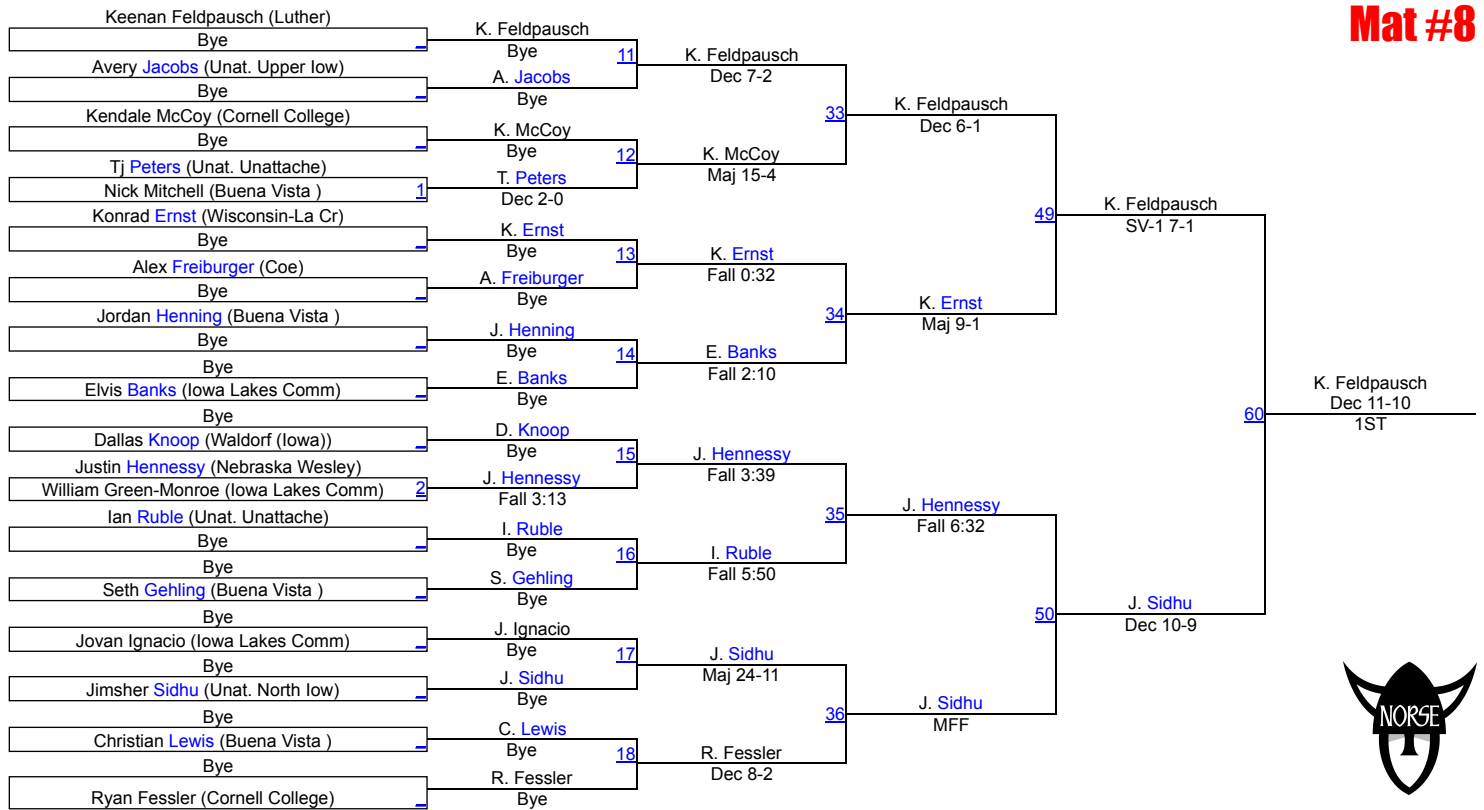 Mat #8
Keenan Feldpausch (Luther)
Bye
Avery Jacobs (Unat. Upper Iow)
Bye
Kendale McCoy (Cornell College)
Bye
Tj Peters (Unat. Unattache)
Nick Mitchell (Buena Vista ) 1
Konrad Ernst (Wisconsin-La Cr)
Bye
Alex Freiburger (Coe)
Bye
Jordan Henning (Buena Vista )
Bye
Bye
Elvis Banks (Iowa Lakes Comm)
Bye
Dallas Knoop (Waldorf (Iowa))
Justin Hennessy (Nebraska Wesley)
William Green-Monroe (Iowa Lakes Comm) 2
Ian Ruble (Unat. Unattache)
Bye
Bye
Seth Gehling (Buena Vista )
Bye
Jovan Ignacio (Iowa Lakes Comm)
Bye
Jimsher Sidhu (Unat. North Iow)
Bye
Christian Lewis (Buena Vista )
Bye
Ryan Fessler (Cornell College)
K. Feldpausch
Bye
11
A. Jacobs
Bye
K. McCoy
Bye
12
T. Peters
Dec 2-0
K. Ernst
Bye
13
A. Freiburger
Bye
J. Henning
Bye
14
E. Banks
Bye
D. Knoop
Bye
15
J. Hennessy
Fall 3:13
I. Ruble
Bye
16
S. Gehling
Bye
J. Ignacio
Bye
17
J. Sidhu
Bye
C. Lewis
Bye
18
R. Fessler
Bye
K. Feldpausch
Dec 7-2
33
K. McCoy
Maj 15-4
K. Ernst
Fall 0:32
34
E. Banks
Fall 2:10
J. Hennessy
Fall 3:39
35
I. Ruble
Fall 5:50
J. Sidhu
Maj 24-11
36
R. Fessler
Dec 8-2
K. Feldpausch
Dec 6-1
49
K. Ernst
Maj 9-1
J. Hennessy
Fall 6:32
50
J. Sidhu
MFF
K. Feldpausch
SV-1 7-1
60
J. Sidhu
Dec 10-9
K. Feldpausch
Dec 11-10
1ST
NORSE